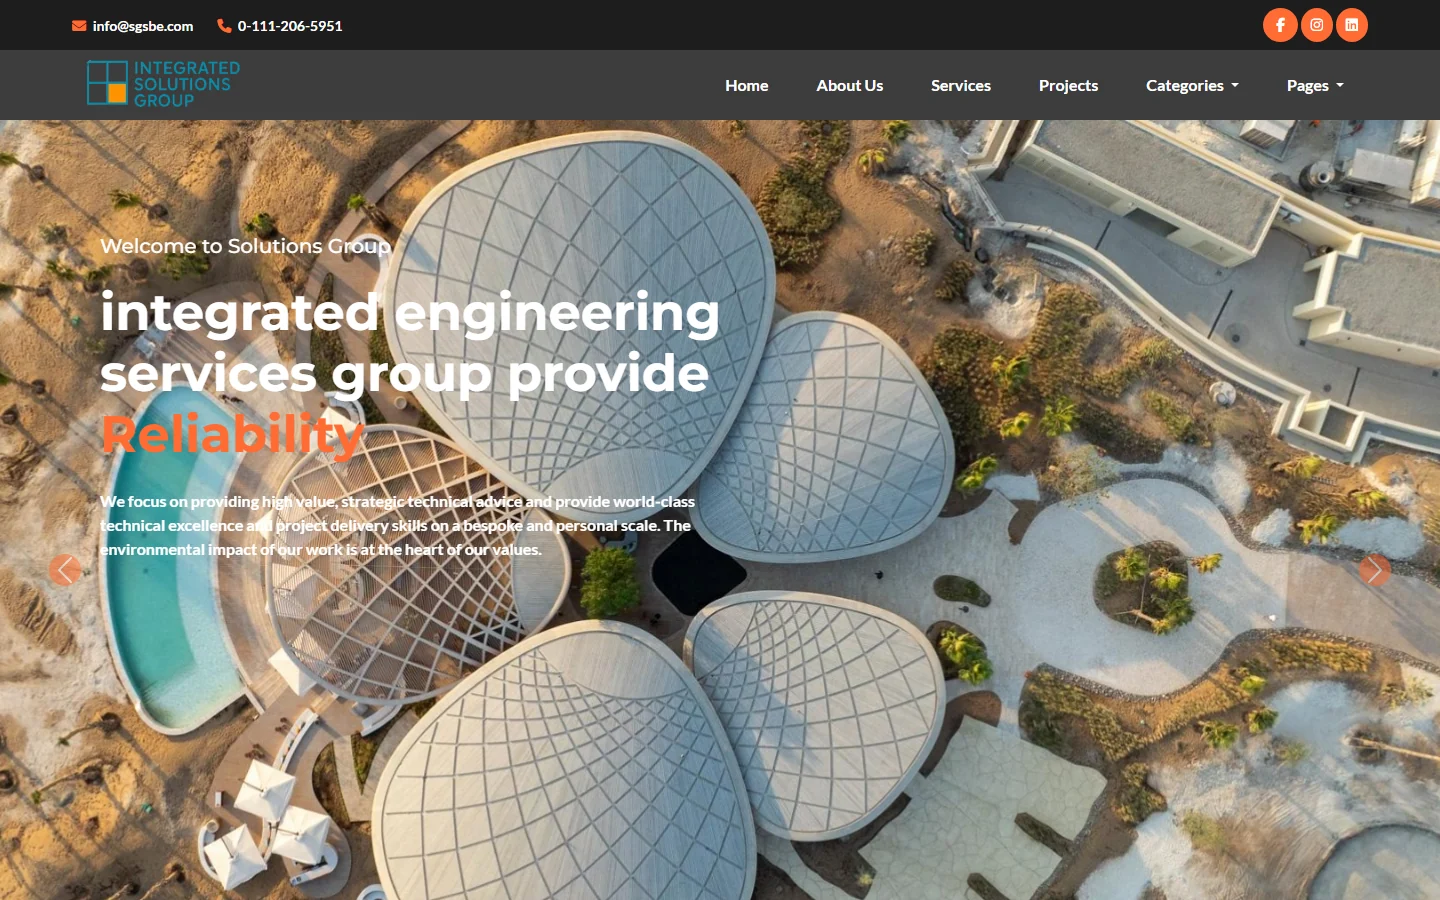 info@sgsbe.com
0-111-206-5951
INTEGRATED
SOLUTIONS
GROUP
Home
About Us
Services
Projects
Categories
Pages
Welcome to Solutions Group
integrated engineering
services group provide
Reliability
We focus on providing high value, strategic technical advice and provide world-class
technical excellence and project delivery skills on a bespoke and personal scale. The
environmental impact of our work is at the heart of our values.